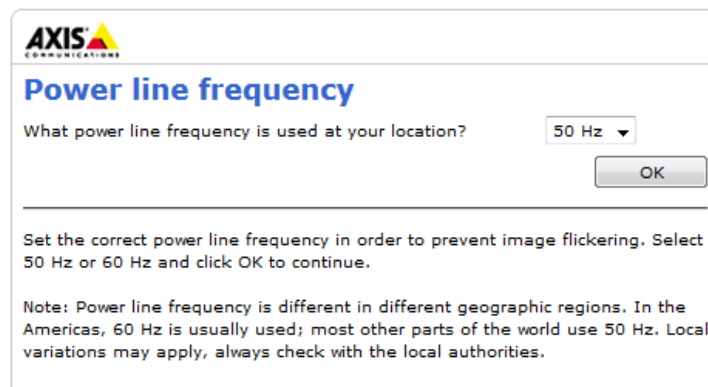 AXIS
COMMUNICATIONS
Power line frequency
What power line frequency is used at your location? 50 Hz
OK
Set the correct power line frequency in order to prevent image flickering. Select
50 Hz or 60 Hz and click OK to continue.
Note: Power line frequency is different in different geographic regions. In the
Americas, 60 Hz is usually used; most other parts of the world use 50 Hz. Local
variations may apply, always check with the local authorities.